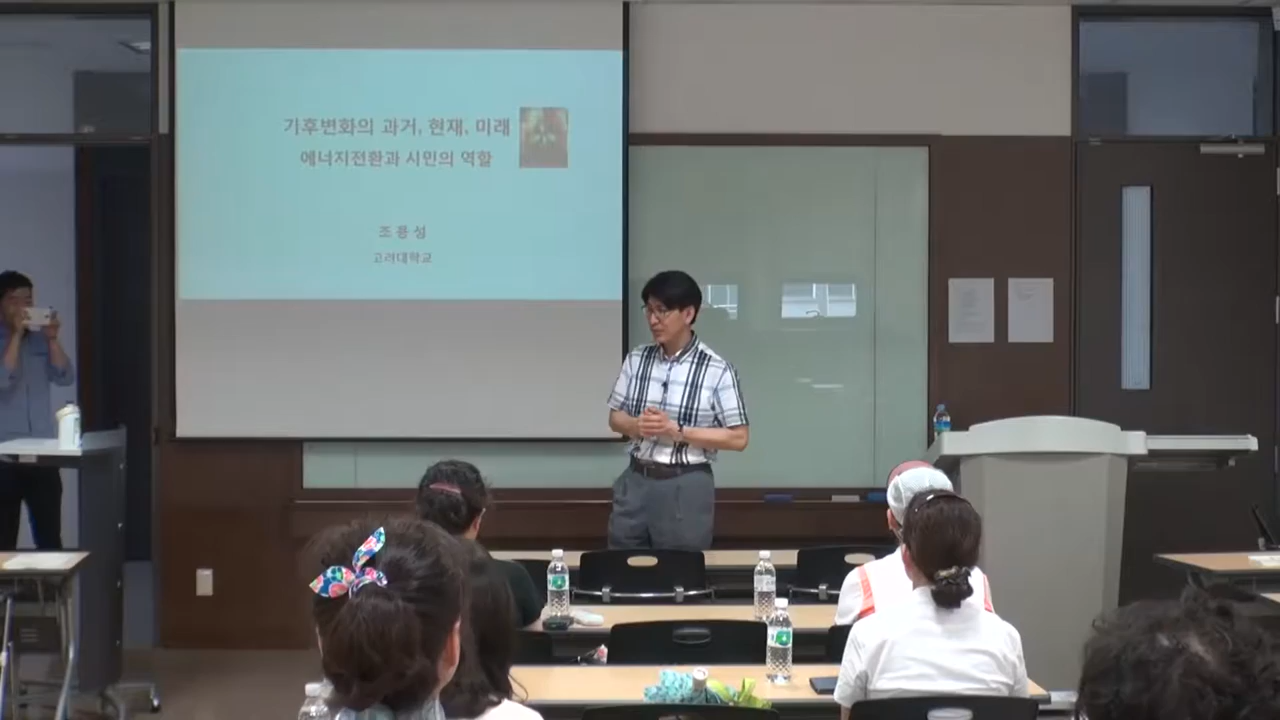 기후변화의 과거, 현재, 미래
에너지전환과 시민의 역할
조 용 성
고려대학교